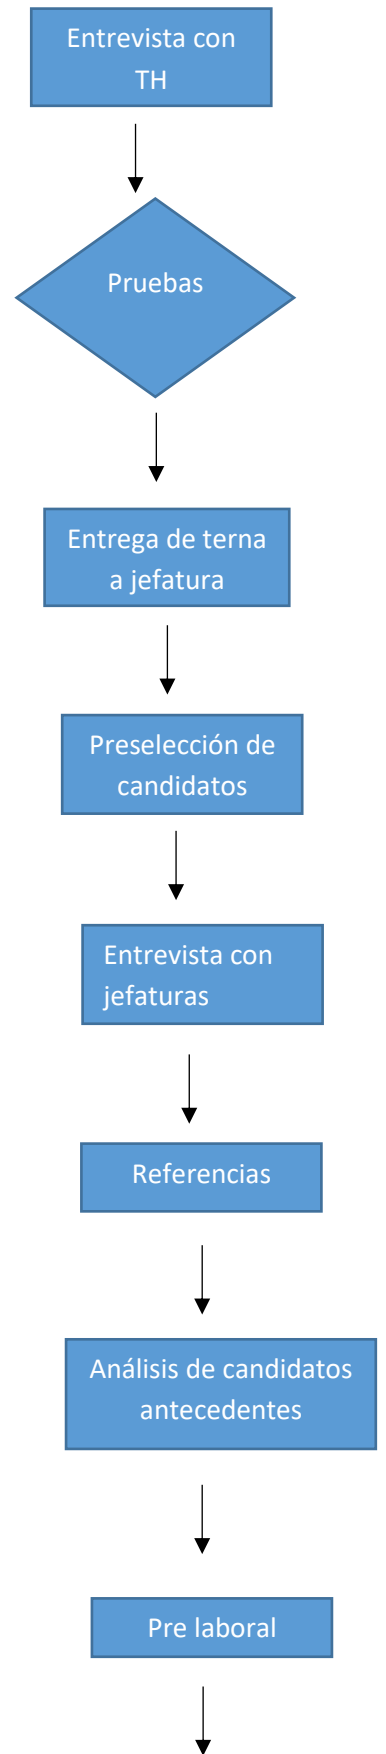 Entrevista con
TH
Pruebas
Entrega de terna
a jefatura
Preselección de
candidatos
Entrevista con
jefaturas
Referencias
Análisis de candidatos
antecedentes
Pre laboral